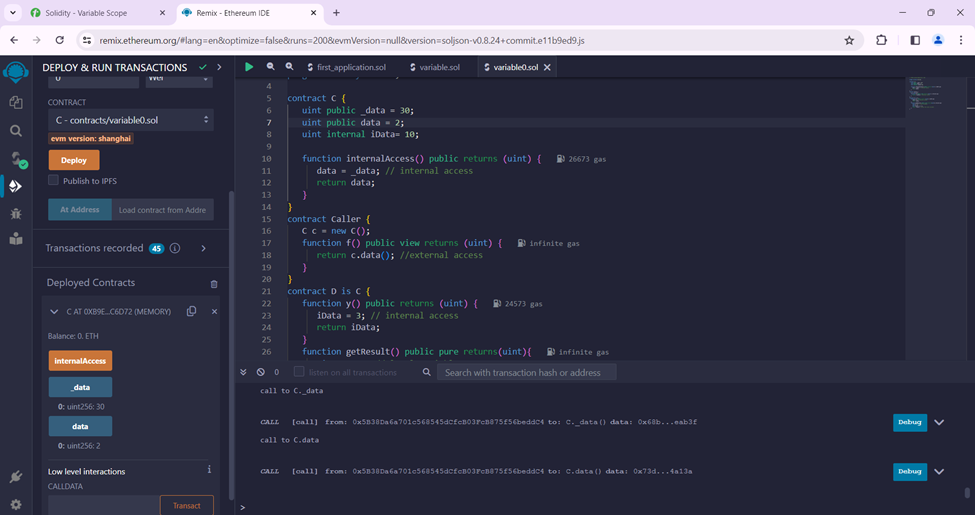 Solidity - Variable Scope
Remix - Ethereum IDE
remix.ethereum.org/#lang=en&optimize=false&runs=200&evmVersion=null&version=soljson-v0.8.24+commit.e11b9ed9.js
DEPLOY & RUN TRANSACTIONS
0
Wei
CONTRACT
C - contracts/variable0.sol
evm version: shanghai
Deploy
Publish to IPFS
At Address
Load contract from Addre
Transactions recorded 45
Deployed Contracts
C AT 0XB9E...C6D72 (MEMORY)
Balance: 0. ETH
internalAccess
_data
0: uint256: 30
data
0: uint256: 2
Low level interactions
CALLDATA
Transact
first_application.sol
variable.sol
variable0.sol
4
5 contract C {
6 uint public _data = 30;
7 uint public data = 2;
8 uint internal iData= 10;
9
10 function internalAccess() public returns (uint) { 26673 gas
11 data = _data; // internal access
12 return data;
13 }
14 }
15 contract Caller {
16 C c = new C();
17 function f() public view returns (uint) { infinite gas
18 return c.data(); //external access
19 }
20 }
21 contract D is C {
22 function y() public returns (uint) { 24573 gas
23 iData = 3; // internal access
24 return iData;
25 }
26 function getResult() public pure returns(uint){ infinite gas
0
listen on all transactions
Search with transaction hash or address
call to C._data
CALL [call] from: 0x5B38Da6a701c568545dCfcB03FcB875f56beddC4 to: C._data() data: 0x68b...eab3f
Debug
call to C.data
CALL [call] from: 0x5B38Da6a701c568545dCfcB03FcB875f56beddC4 to: C.data() data: 0x73d...4a13a
Debug
>